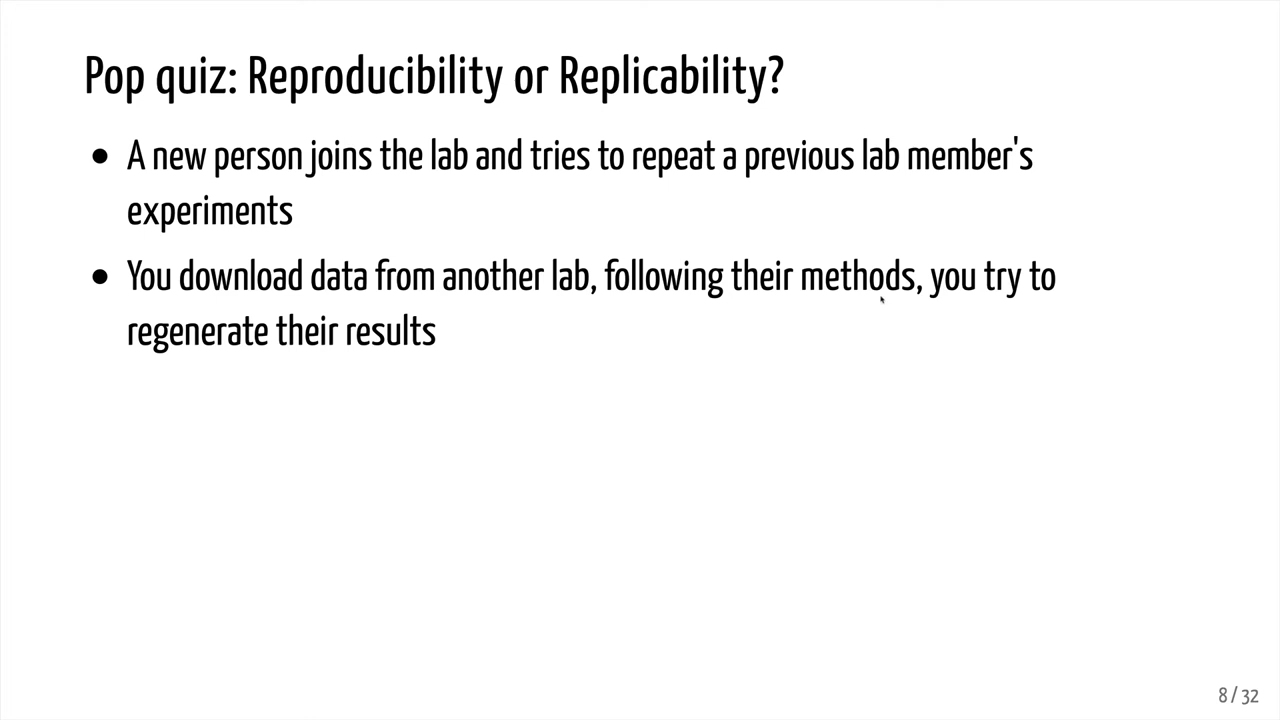 Pop quiz: Reproducibility or Replicability?
• A new person joins the lab and tries to repeat a previous lab member's
experiments
• You download data from another lab, following their methods, you try to
regenerate their results
8 / 32